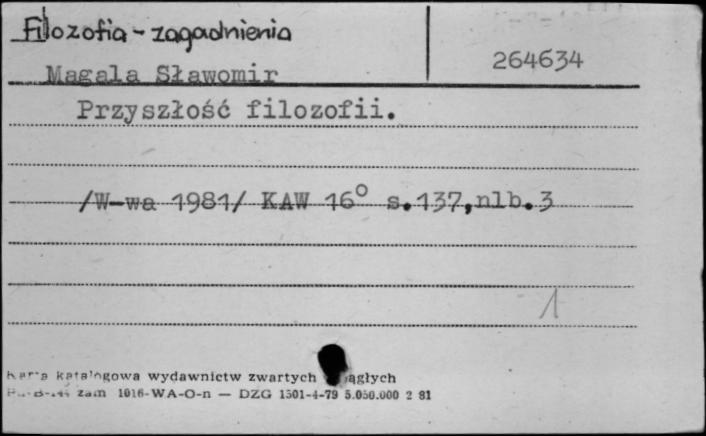 Filozofia - zagadnienia
264634
Magala Sławomir
Przyszłość filozofii.
/W-wa 1981/ KAW 16° s.137,nlb.3
1
Karta katalogowa wydawnictw zwartych
zam 1016-WA-O-n — DZG 1501-4-79 5.050.000 2 81